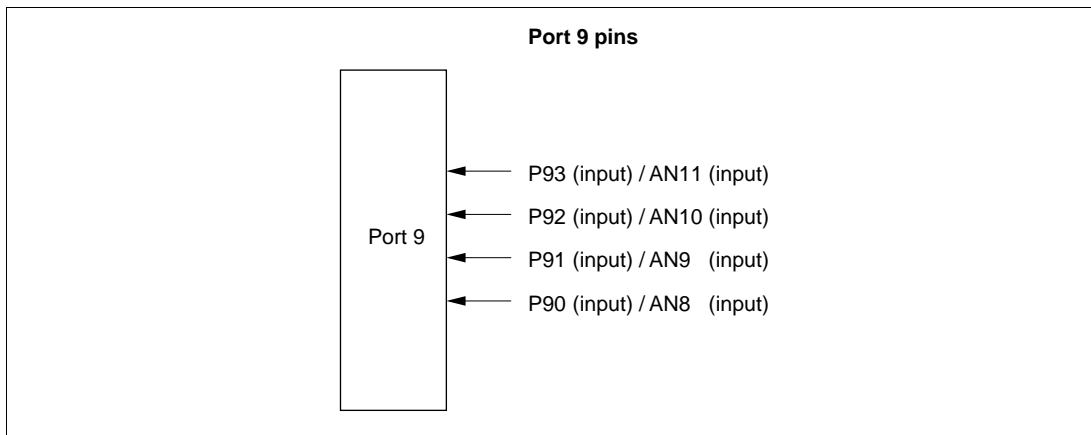 Port 9 pins
P93 (input) / AN11 (input)
P92 (input) / AN10 (input)
Port 9
P91 (input) / AN9 (input)
P90 (input) / AN8 (input)